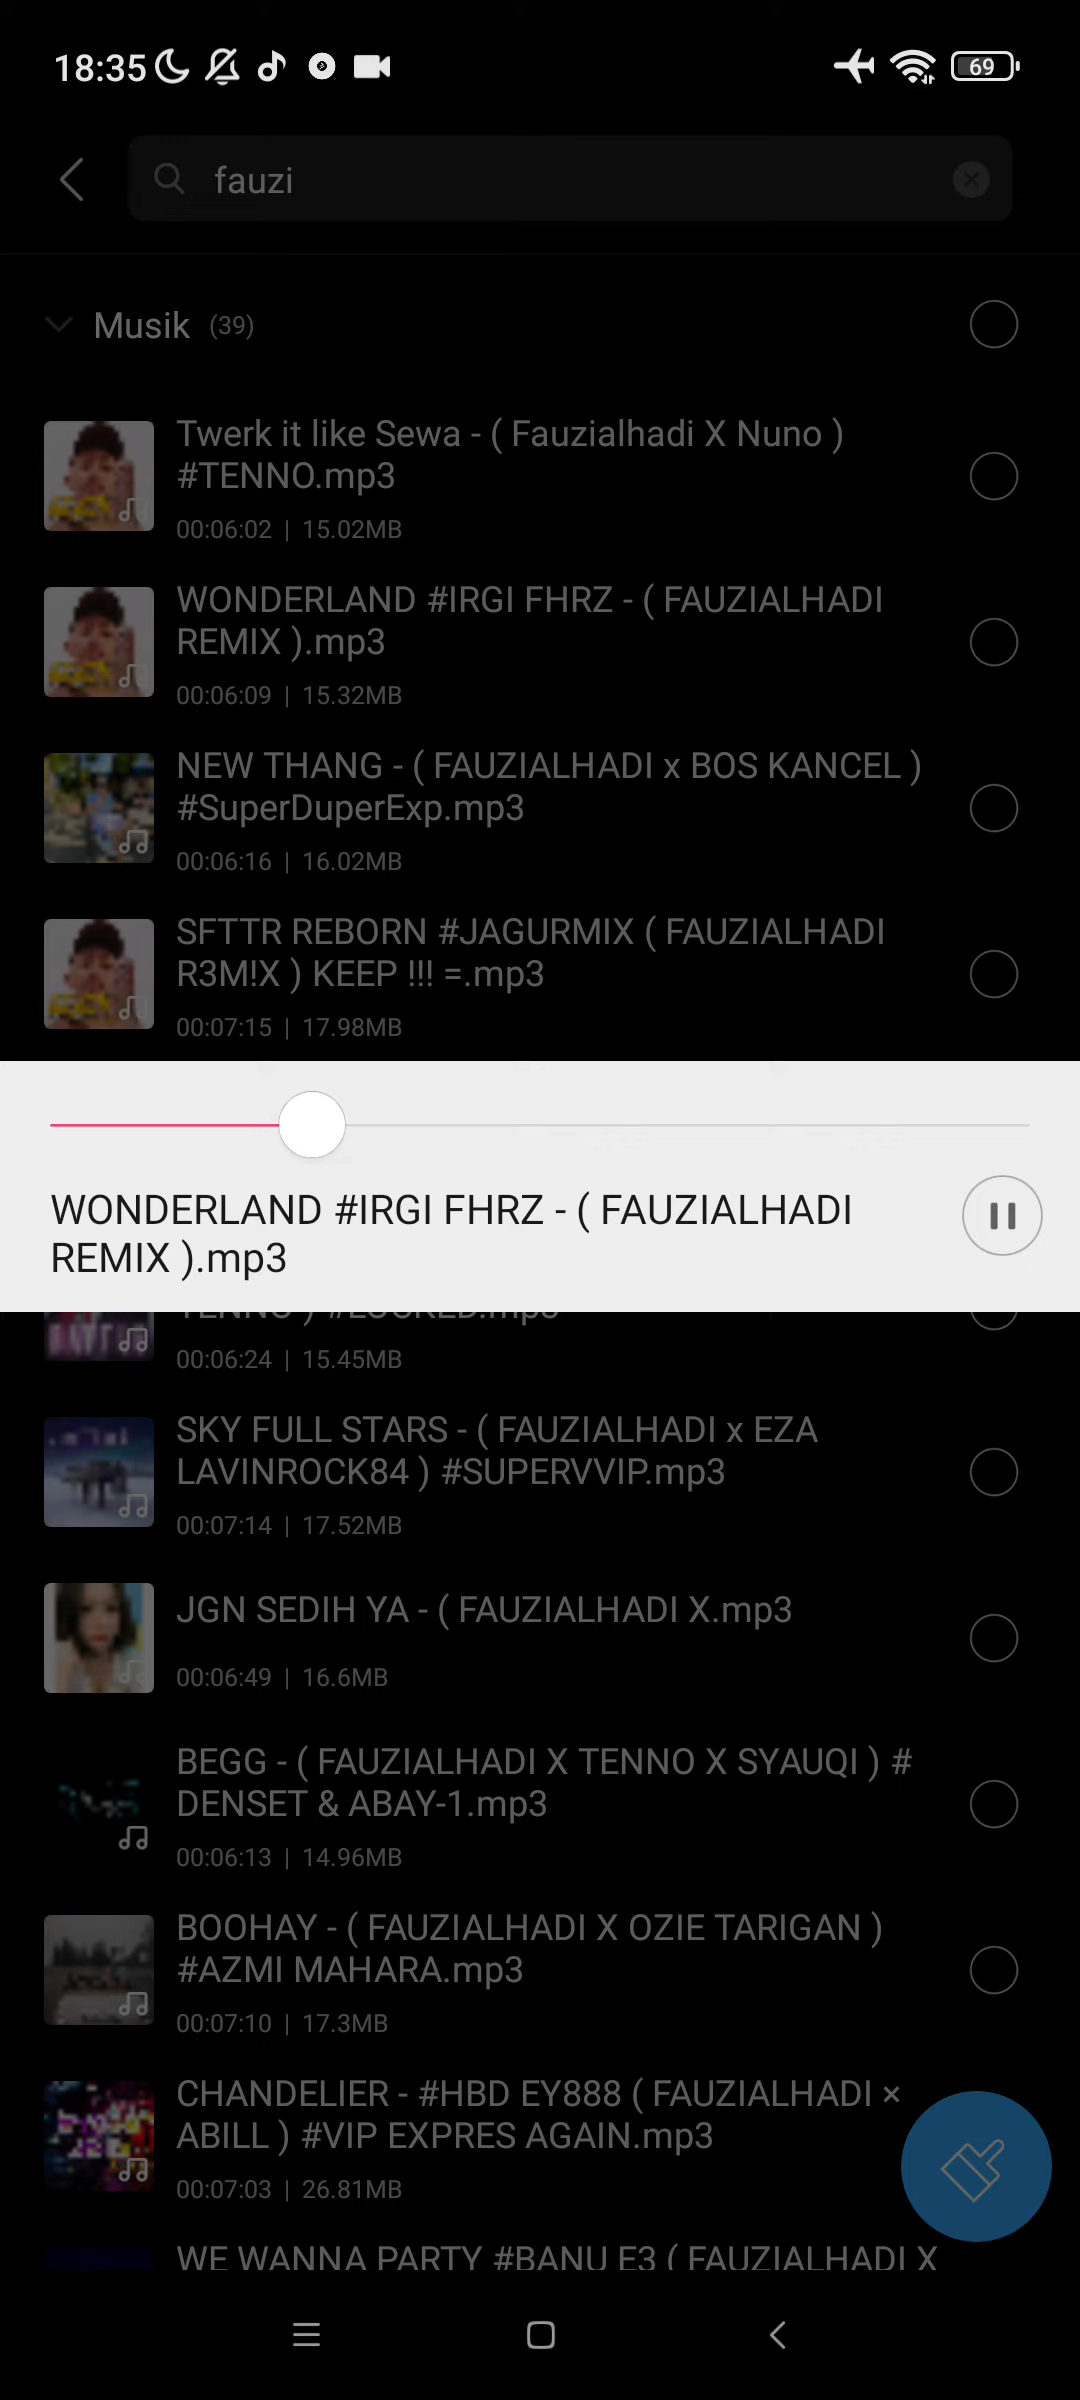 18:35
69
fauzi
Musik (39)
Twerk it like Sewa - ( Fauzialhadi X Nuno )
#TENNO.mp3
00:06:02 | 15.02MB
WONDERLAND #IRGI FHRZ - ( FAUZIALHADI
REMIX ).mp3
00:06:09 | 15.32MB
NEW THANG - ( FAUZIALHADI x BOS KANCEL )
#SuperDuperExp.mp3
00:06:16 | 16.02MB
SFTTR REBORN #JAGURMIX ( FAUZIALHADI
R3M!X ) KEEP !!! =.mp3
00:07:15 | 17.98MB
WONDERLAND #IRGI FHRZ - ( FAUZIALHADI
REMIX ).mp3
TENNO ) #LOCKED.mp3
00:06:24 | 15.45MB
SKY FULL STARS - ( FAUZIALHADI x EZA
LAVINROCK84 ) #SUPERVVIP.mp3
00:07:14 | 17.52MB
JGN SEDIH YA - ( FAUZIALHADI X.mp3
00:06:49 | 16.6MB
BEGG - ( FAUZIALHADI X TENNO X SYAUQI ) #
DENSET & ABAY-1.mp3
00:06:13 | 14.96MB
BOOHAY - ( FAUZIALHADI X OZIE TARIGAN )
#AZMI MAHARA.mp3
00:07:10 | 17.3MB
CHANDELIER - #HBD EY888 ( FAUZIALHADI ×
ABILL ) #VIP EXPRES AGAIN.mp3
00:07:03 | 26.81MB
WE WANNA PARTY #BANU E3 ( FAUZIALHADI X